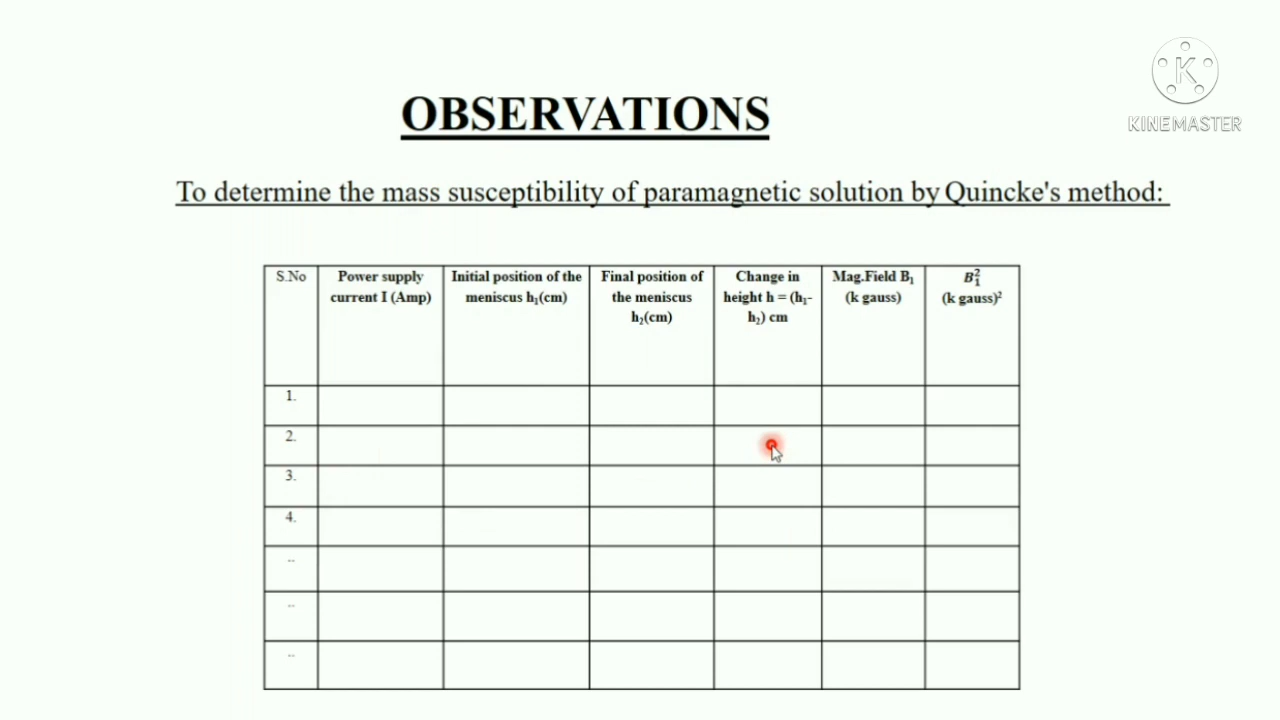 OBSERVATIONS
K
KINEMASTER
To determine the mass susceptibility of paramagnetic solution by Quincke's method:
S.No
Power supply
current I (Amp)
Initial position of the
meniscus h₁(cm)
Final position of
the meniscus
h₂(cm)
Change in
height h = (h₁-
h₂) cm
Mag.Field B₁
(k gauss)
B₁²
(k gauss)²
1.
2.
3.
4.
..
..
..